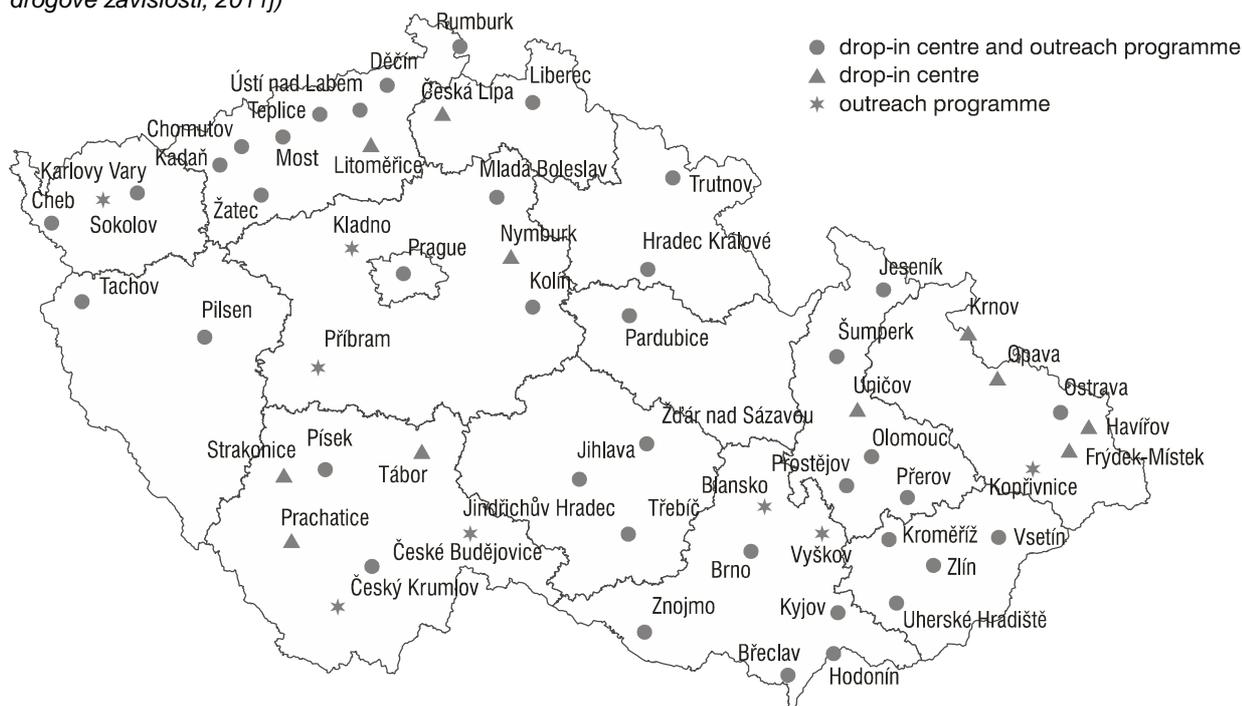 drogové závislosti, 2011j)
Rumburk
drop-in centre and outreach programme
Děčín
drop-in centre
Ústí nad Labem
Česká Lípa
Liberec
outreach programme
Teplice
Chomutov
Kadaň
Most
Litoměřice
Mladá Boleslav
Karlovy Vary
Trutnov
Cheb
Sokolov
Žatec
Kladno
Prague
Nymburk
Hradec Králové
Jeseník
Tachov
Kolín
Pilsen
Krnov
Příbram
Pardubice
Šumperk
Opava
Uničov
Ostrava
Žďár nad Sázavou
Havířov
Strakonice
Písek
Jihlava
Olomouc
Frýdek-Místek
Tábor
Prostějov
Přerov
Blansko
Kopřivnice
Prachatice
Jindřichův Hradec
Třebíč
Kroměříž
Vsetín
České Budějovice
Vyškov
Brno
Zlín
Český Krumlov
Znojmo
Kyjov
Uherské Hradiště
Břeclav
Hodonín